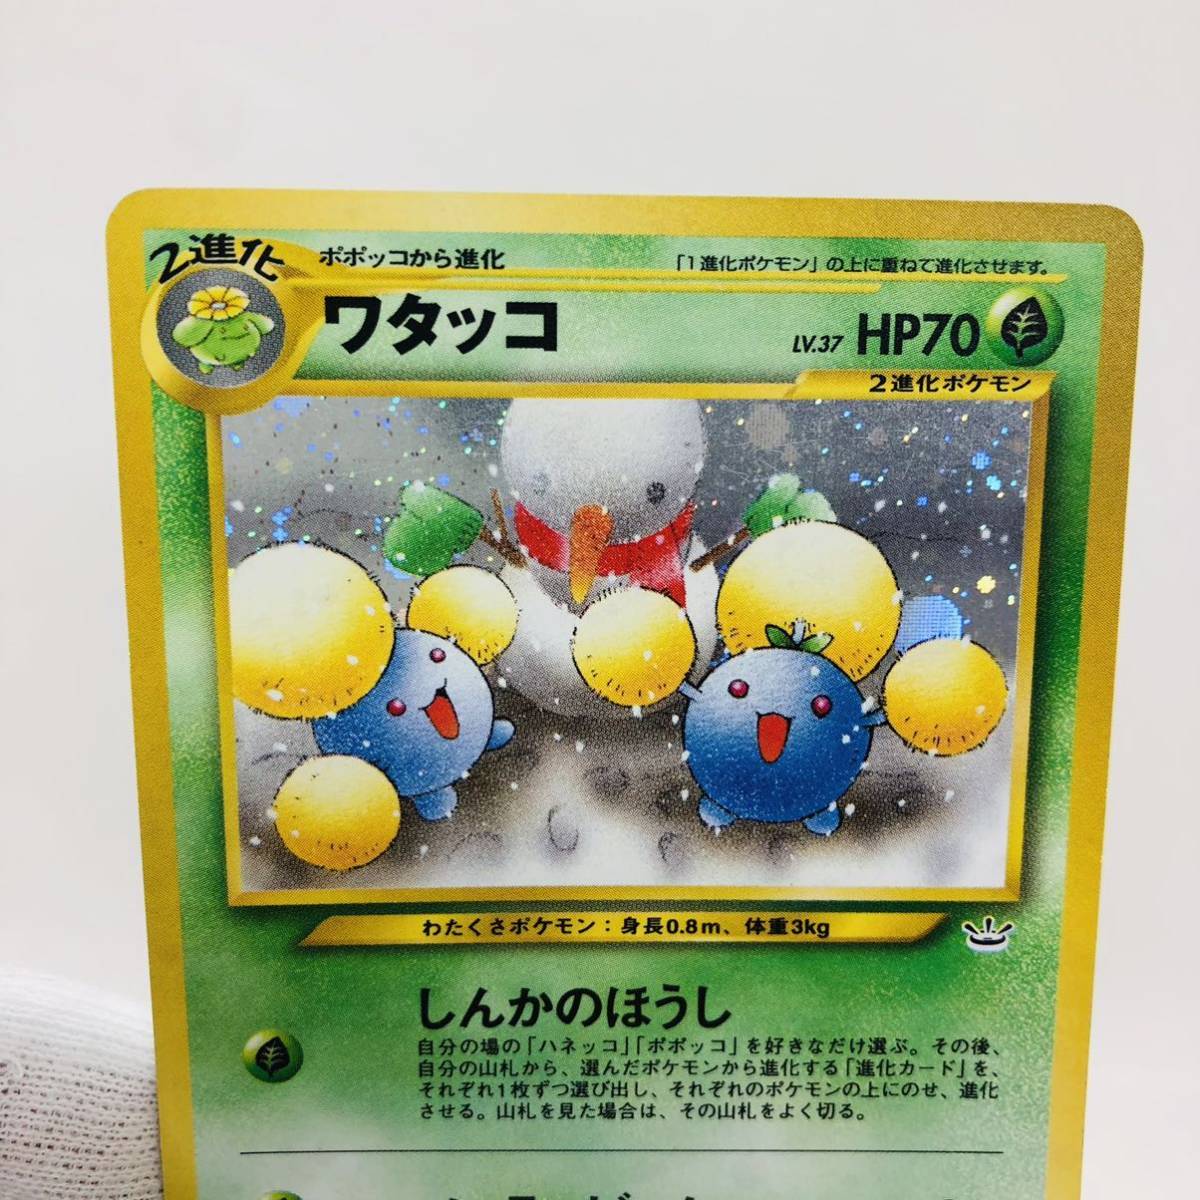 2進化
ポポッコから進化
「1進化ポケモン」の上に重ねて進化させます。
ワタッコ
LV.37 HP70
2進化ポケモン
わたくさポケモン：身長0.8m、体重3kg
しんかのほうし
自分の場の「ハネッコ」「ポポッコ」を好きなだけ選ぶ。その後、
自分の山札から、選んだポケモンから進化する「進化カード」を、
それぞれ1枚ずつ選び出し、それぞれのポケモンの上にのせ、進化
させる。山札を見た場合は、その山札をよく切る。